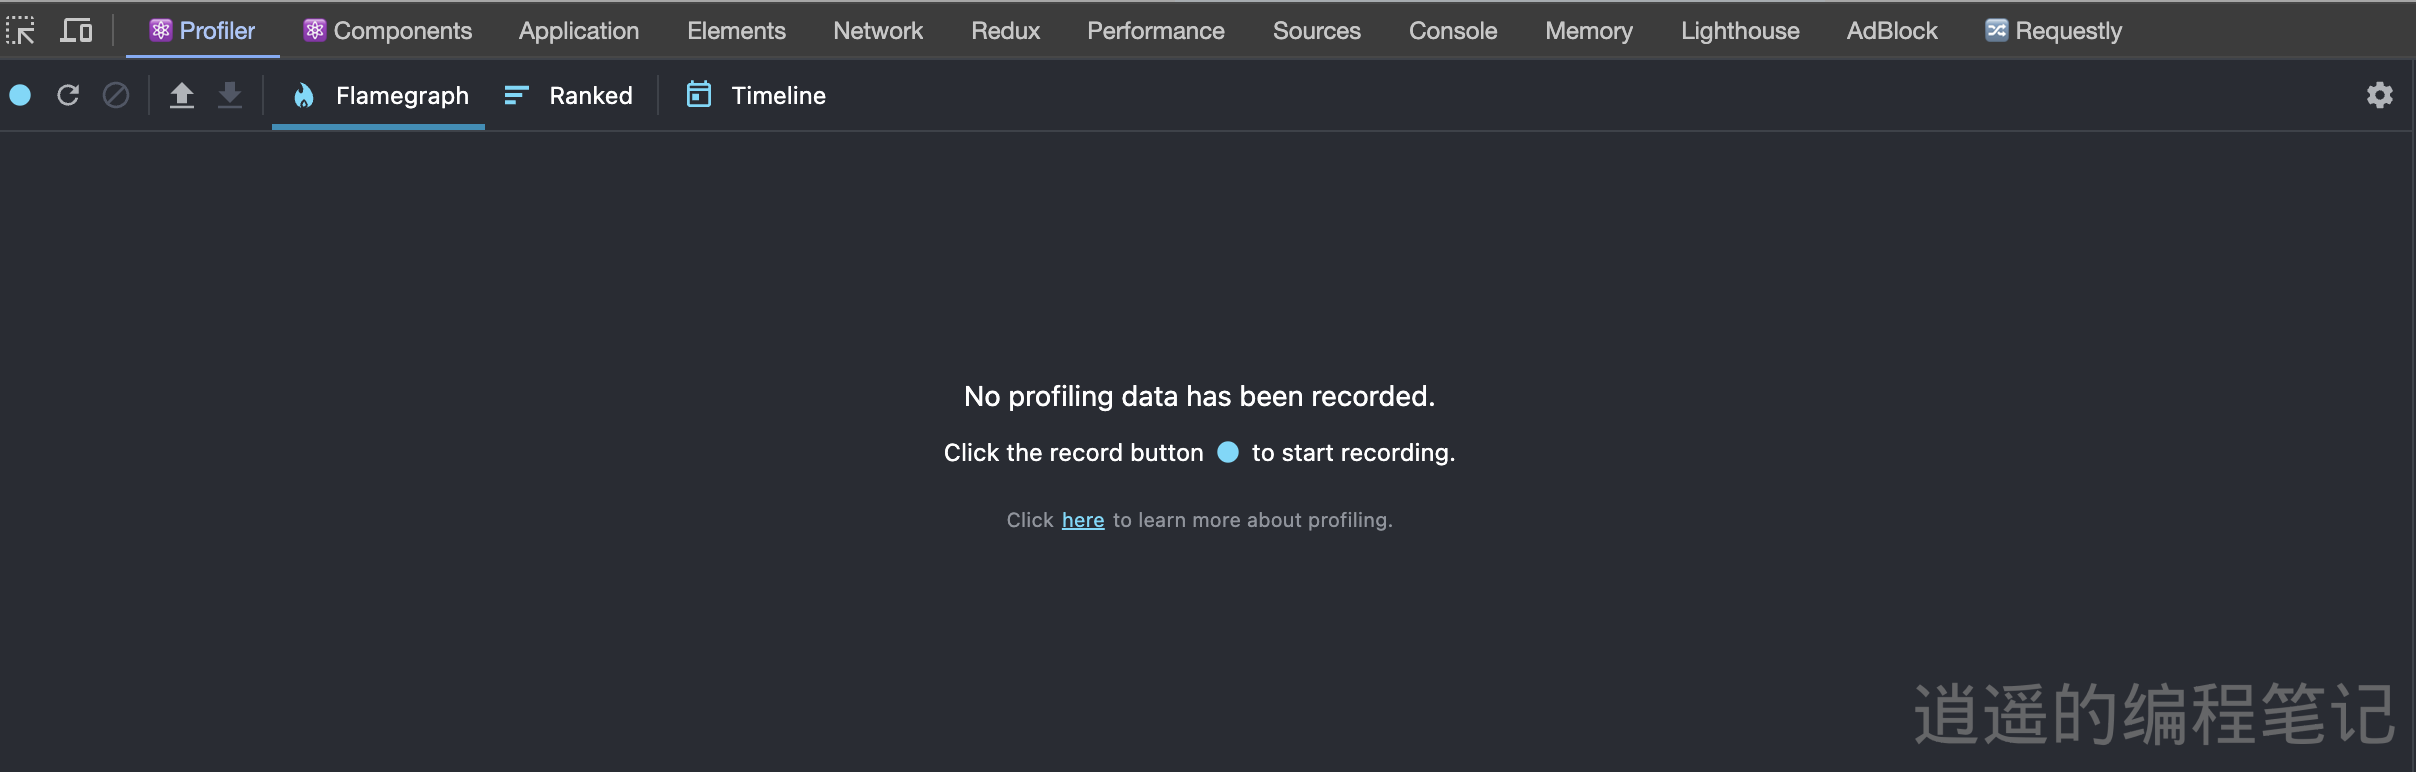 Profiler Components Application Elements Network Redux Performance Sources Console Memory Lighthouse AdBlock Requestly
Flamegraph Ranked Timeline
No profiling data has been recorded.
Click the record button to start recording.
Click here to learn more about profiling.
逍遥的编程笔记